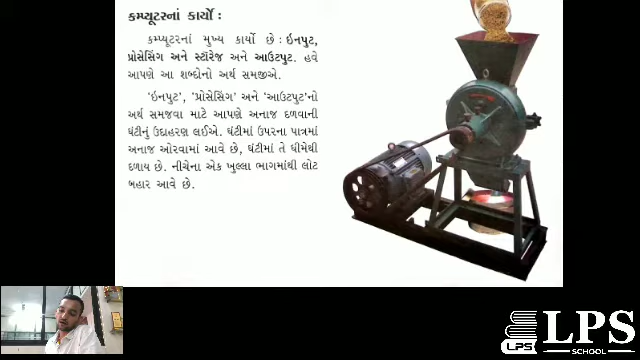 કમ્પ્યૂટરનાં કાર્યો :
કમ્પ્યૂટરનાં મુખ્ય કાર્યો છે : ઇનપુટ,
પ્રોસેસિંગ અને સ્ટૉરેજ અને આઉટપુટ. હવે
આપણે આ શબ્દોનો અર્થ સમજીએ.
‘ઇનપુટ’, ‘પ્રોસેસિંગ’ અને ‘આઉટપુટ’નો
અર્થ સમજવા માટે આપણે અનાજ દળવાની
ઘંટીનું ઉદાહરણ લઈએ. ઘંટીમાં ઉપરના પાત્રમાં
અનાજ ઓરવામાં આવે છે, ઘંટીમાં તે ધીમેથી
દળાય છે. નીચેના એક ખુલ્લા ભાગમાંથી લોટ
બહાર આવે છે.
LPS
LPS
SCHOOL